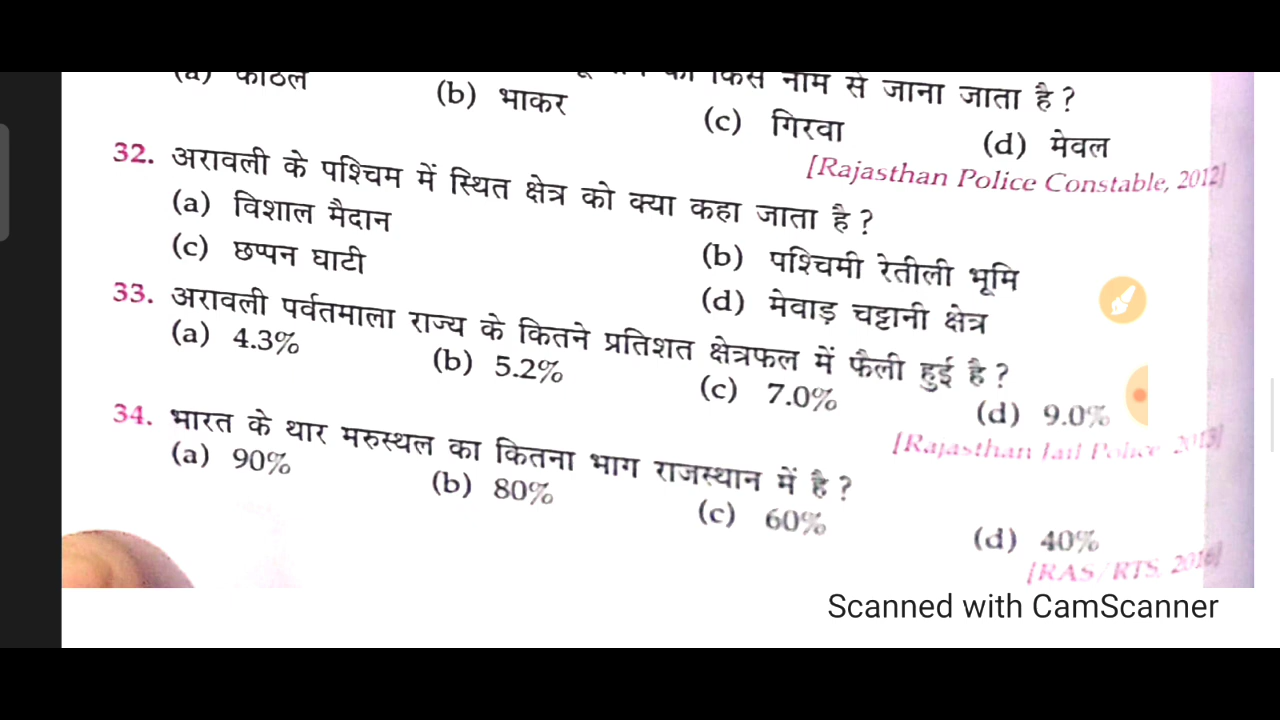 किस नाम से जाना जाता है ?
(a) कांठल (b) भाकर (c) गिरवा (d) मेवल
[Rajasthan Police Constable, 2012]
32. अरावली के पश्चिम में स्थित क्षेत्र को क्या कहा जाता है ?
(a) विशाल मैदान (b) पश्चिमी रेतीली भूमि
(c) छप्पन घाटी (d) मेवाड़ चट्टानी क्षेत्र
33. अरावली पर्वतमाला राज्य के कितने प्रतिशत क्षेत्रफल में फैली हुई है ?
(a) 4.3% (b) 5.2% (c) 7.0% (d) 9.0%
[Rajasthan Jail Police, 2013]
34. भारत के थार मरुस्थल का कितना भाग राजस्थान में है ?
(a) 90% (b) 80% (c) 60% (d) 40%
[RAS/RTS, 2016]
Scanned with CamScanner